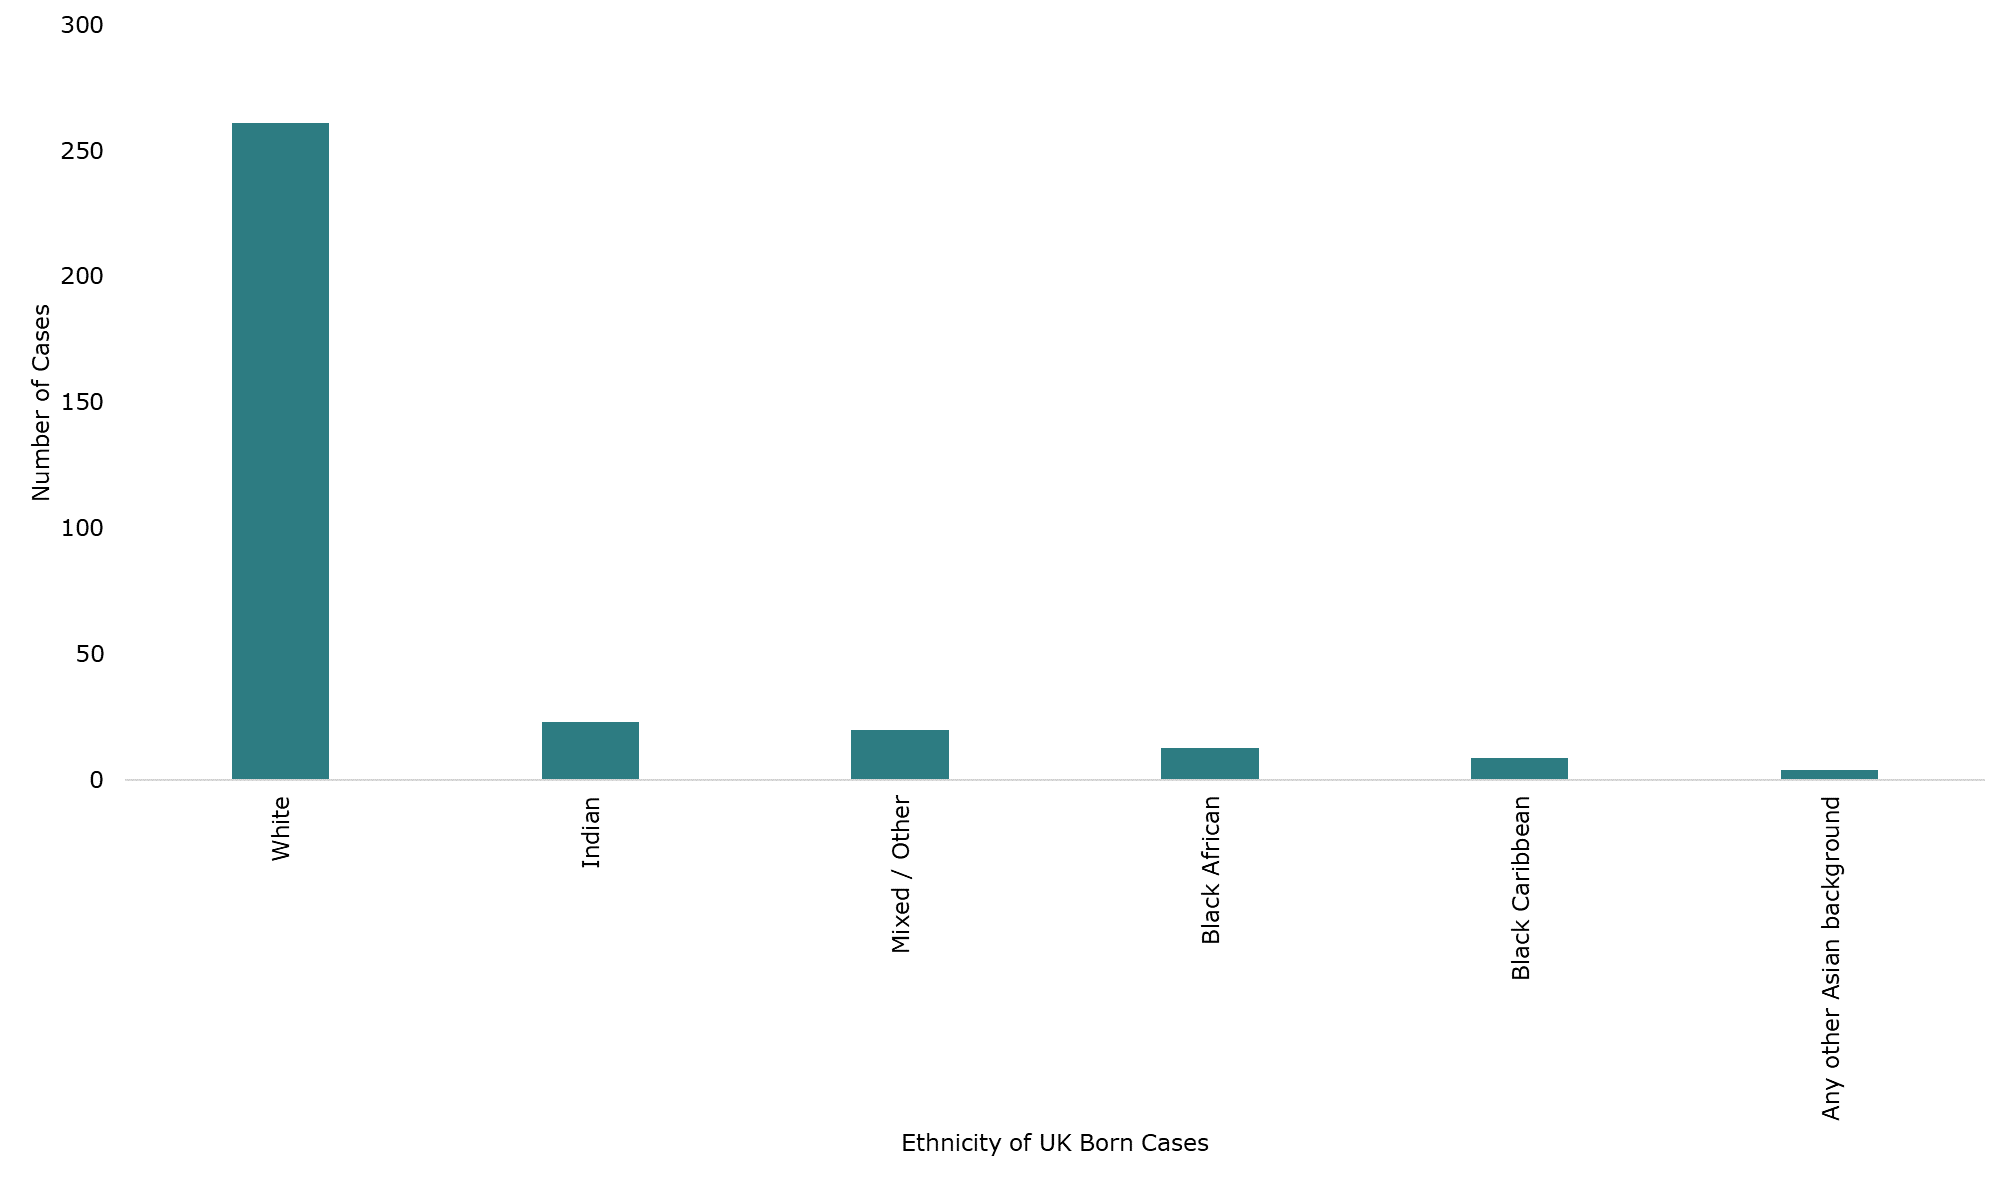 300
250
200
150
100
50
0
Number of Cases
White
Indian
Mixed / Other
Black African
Black Caribbean
Any other Asian background
Ethnicity of UK Born Cases